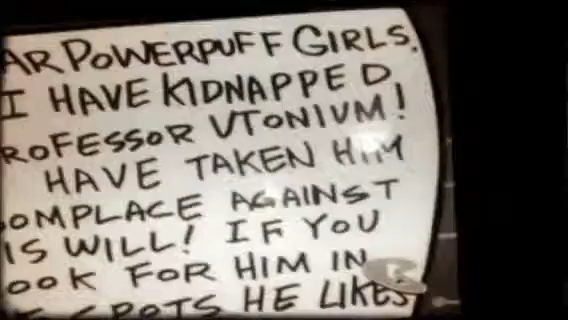 AR POWERPUFF GIRLS,
I HAVE KIDNAPPED
ROFESSOR UTONIUM!
HAVE TAKEN HIM
OMPLACE AGAINST
IS WILL! IF YOU
OOK FOR HIM IN
E SPOTS HE LIKES